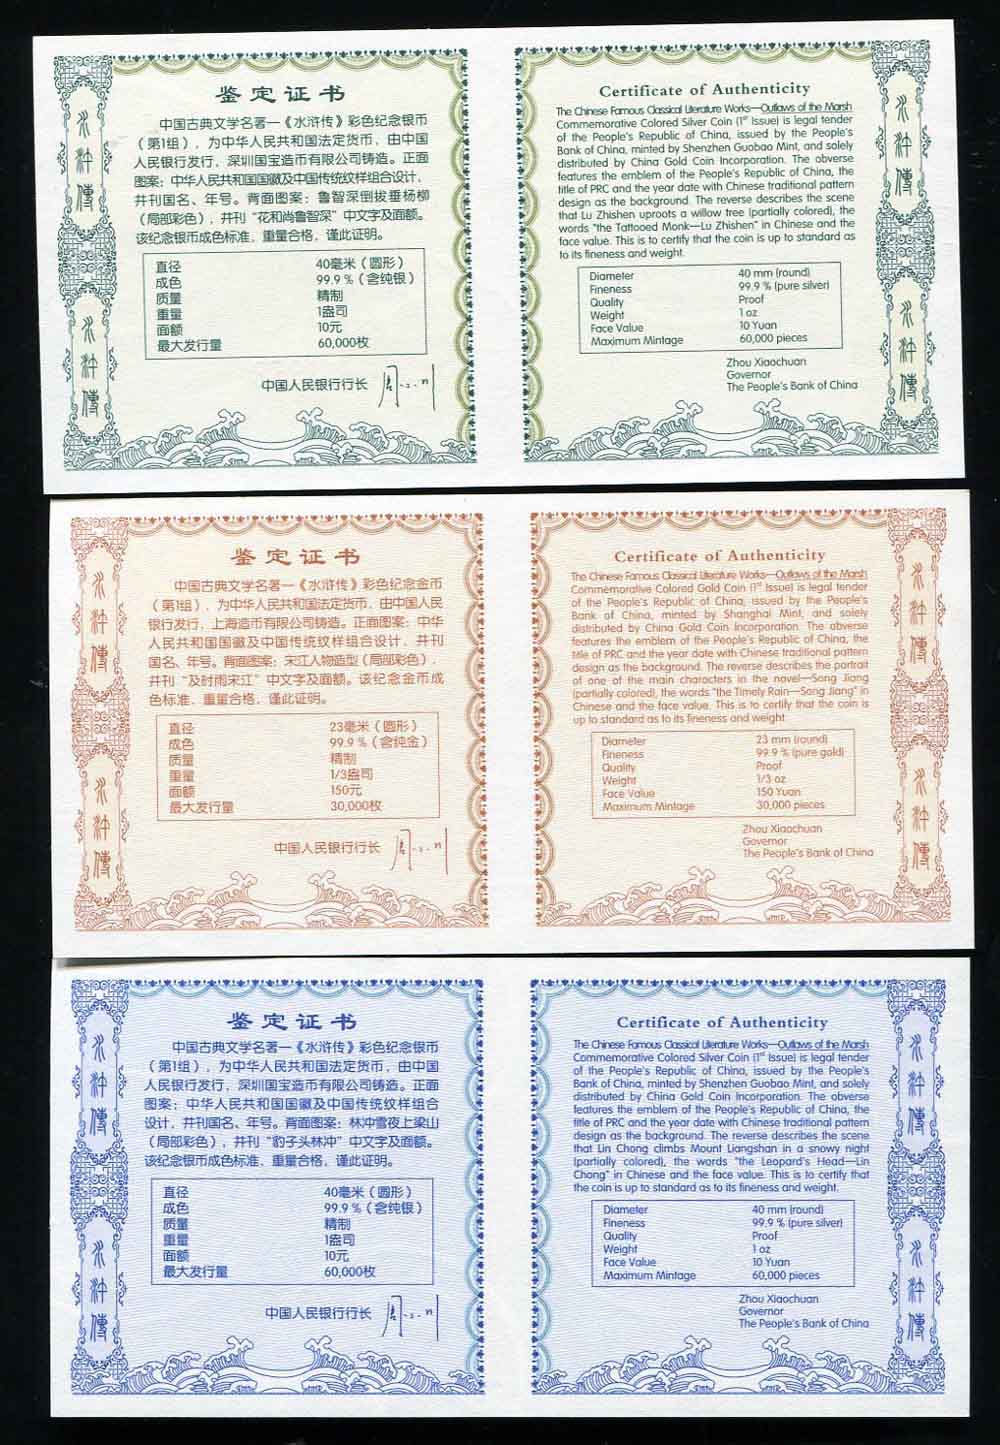 水
滸
傳
水
滸
傳
鉴定证书
中国古典文学名著—《水浒传》彩色纪念银币
（第1组），为中华人民共和国法定货币，由中国
人民银行发行，深圳国宝造币有限公司铸造。正面
图案：中华人民共和国国徽及中国传统纹样组合设计，
并刊国名、年号。背面图案：鲁智深倒拔垂杨柳
（局部彩色），并刊“花和尚鲁智深”中文字及面额。
该纪念银币成色标准，重量合格，谨此证明。
直径 40毫米（圆形）
成色 99.9％（含纯银）
质量 精制
重量 1盎司
面额 10元
最大发行量 60,000枚
中国人民银行行长
Certificate of Authenticity
The Chinese Famous Classical Literature Works—Outlaws of the Marsh
Commemorative Colored Silver Coin (1st Issue) is legal tender
of the People's Republic of China, issued by the People's
Bank of China, minted by Shenzhen Guobao Mint, and solely
distributed by China Gold Coin Incorporation. The obverse
features the emblem of the People's Republic of China, the
title of PRC and the year date with Chinese traditional pattern
design as the background. The reverse describes the scene
that Lu Zhishen uproots a willow tree (partially colored), the
words "the Tattooed Monk—Lu Zhishen" in Chinese and the
face value. This is to certify that the coin is up to standard as
to its fineness and weight.
Diameter 40 mm (round)
Fineness 99.9 % (pure silver)
Quality Proof
Weight 1 oz
Face Value 10 Yuan
Maximum Mintage 60,000 pieces
Zhou Xiaochuan
Governor
The People's Bank of China
水
滸
傳
水
滸
傳
水
滸
傳
水
滸
傳
鉴定证书
中国古典文学名著—《水浒传》彩色纪念金币
（第1组），为中华人民共和国法定货币，由中国人民
银行发行，上海造币有限公司铸造。正面图案：中华
人民共和国国徽及中国传统纹样组合设计，并刊
国名、年号。背面图案：宋江人物造型（局部彩色），
并刊“及时雨宋江”中文字及面额。该纪念金币成
色标准，重量合格，谨此证明。
直径 23毫米（圆形）
成色 99.9％（含纯金）
质量 精制
重量 1/3盎司
面额 150元
最大发行量 30,000枚
中国人民银行行长
Certificate of Authenticity
The Chinese Famous Classical Literature Works—Outlaws of the Marsh
Commemorative Colored Gold Coin (1st Issue) is legal tender
of the People's Republic of China, issued by the People's
Bank of China, minted by Shanghai Mint, and solely
distributed by China Gold Coin Incorporation. The obverse
features the emblem of the People's Republic of China, the
title of PRC and the year date with Chinese traditional pattern
design as the background. The reverse describes the portrait
of one of the main characters in the novel—Song Jiang
(partially colored), the words "the Timely Rain—Song Jiang" in
Chinese and the face value. This is to certify that the coin is
up to standard as to its fineness and weight.
Diameter 23 mm (round)
Fineness 99.9 % (pure gold)
Quality Proof
Weight 1/3 oz
Face Value 150 Yuan
Maximum Mintage 30,000 pieces
Zhou Xiaochuan
Governor
The People's Bank of China
水
滸
傳
水
滸
傳
水
滸
傳
水
滸
傳
鉴定证书
中国古典文学名著—《水浒传》彩色纪念银币
（第1组），为中华人民共和国法定货币，由中国
人民银行发行，深圳国宝造币有限公司铸造。正面
图案：中华人民共和国国徽及中国传统纹样组合
设计，并刊国名、年号。背面图案：林冲雪夜上梁山
（局部彩色），并刊“豹子头林冲”中文字及面额。
该纪念银币成色标准，重量合格，谨此证明。
直径 40毫米（圆形）
成色 99.9％（含纯银）
质量 精制
重量 1盎司
面额 10元
最大发行量 60,000枚
中国人民银行行长
Certificate of Authenticity
The Chinese Famous Classical Literature Works—Outlaws of the Marsh
Commemorative Colored Silver Coin (1st Issue) is legal tender
of the People's Republic of China, issued by the People's
Bank of China, minted by Shenzhen Guobao Mint, and solely
distributed by China Gold Coin Incorporation. The obverse
features the emblem of the People's Republic of China, the
title of PRC and the year date with Chinese traditional pattern
design as the background. The reverse describes the scene
that Lin Chong climbs Mount Liangshan in a snowy night
(partially colored), the words "the Leopard's Head—Lin
Chong" in Chinese and the face value. This is to certify that
the coin is up to standard as to its fineness and weight.
Diameter 40 mm (round)
Fineness 99.9 % (pure silver)
Quality Proof
Weight 1 oz
Face Value 10 Yuan
Maximum Mintage 60,000 pieces
Zhou Xiaochuan
Governor
The People's Bank of China
水
滸
傳
水
滸
傳